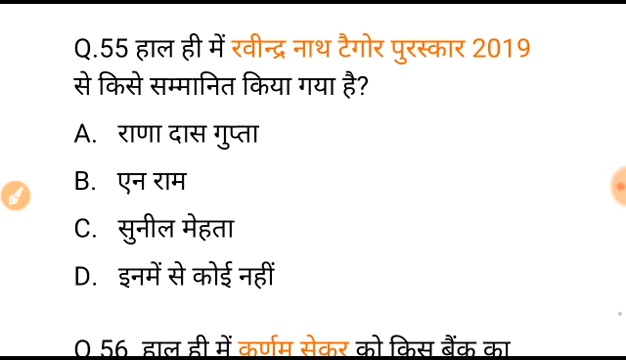 Q.55 हाल ही में रवीन्द्र नाथ टैगोर पुरस्कार 2019
से किसे सम्मानित किया गया है?
A. राणा दास गुप्ता
B. एन राम
C. सुनील मेहता
D. इनमें से कोई नहीं
Q.56 हाल ही में कर्णम सेकर को किस बैंक का